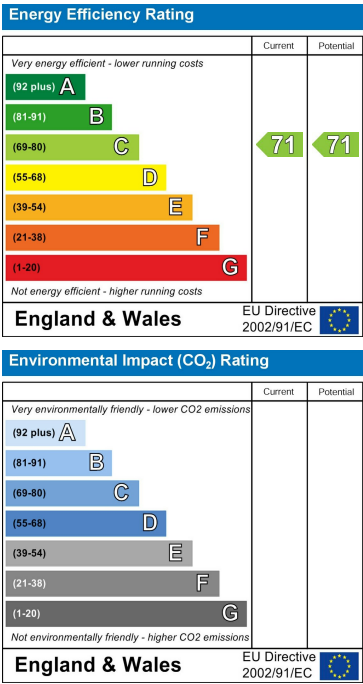 Energy Efficiency Rating
Current Potential
Very energy efficient - lower running costs
(92 plus) A
(81-91) B
(69-80) C 71 71
(55-68) D
(39-54) E
(21-38) F
(1-20) G
Not energy efficient - higher running costs
England & Wales
EU Directive
2002/91/EC
Environmental Impact (CO₂) Rating
Current Potential
Very environmentally friendly - lower CO2 emissions
(92 plus) A
(81-91) B
(69-80) C
(55-68) D
(39-54) E
(21-38) F
(1-20) G
Not environmentally friendly - higher CO2 emissions
England & Wales
EU Directive
2002/91/EC